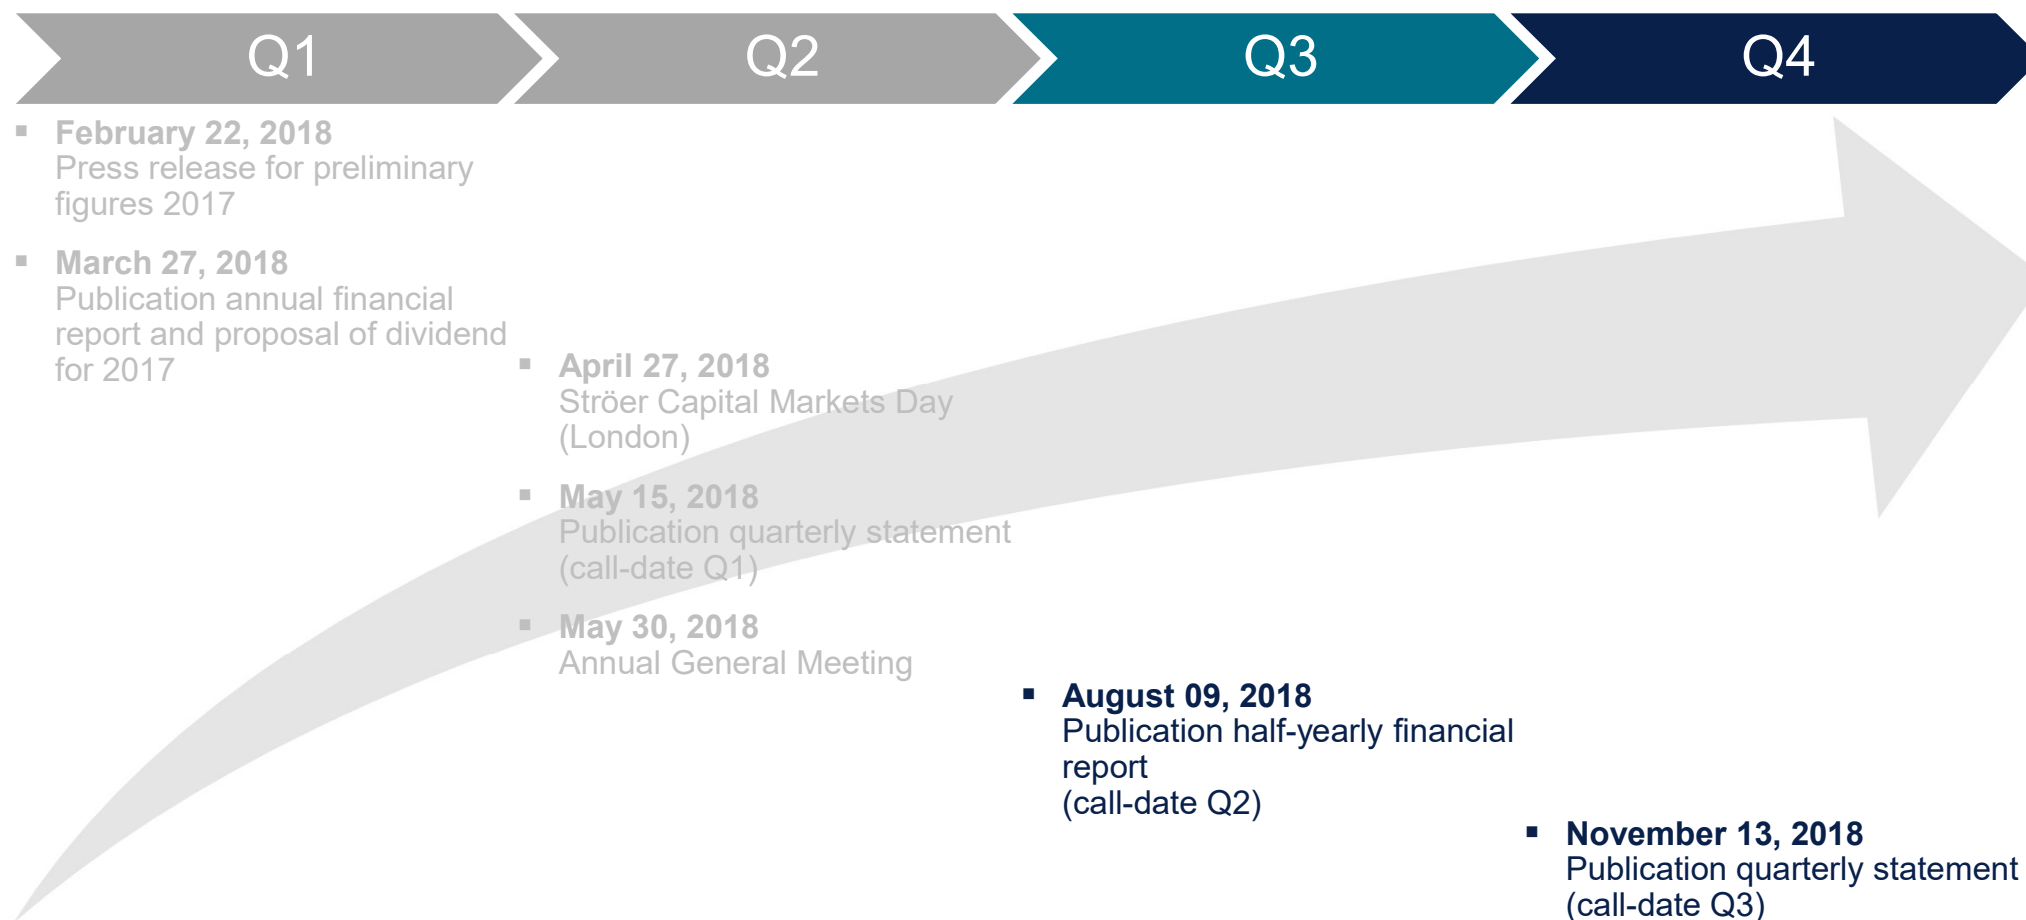 Q1
Q2
Q3
Q4
▪ February 22, 2018
Press release for preliminary
figures 2017
▪ March 27, 2018
Publication annual financial
report and proposal of dividend
for 2017
▪ April 27, 2018
Ströer Capital Markets Day
(London)
▪ May 15, 2018
Publication quarterly statement
(call-date Q1)
▪ May 30, 2018
Annual General Meeting
▪ August 09, 2018
Publication half-yearly financial
report
(call-date Q2)
▪ November 13, 2018
Publication quarterly statement
(call-date Q3)